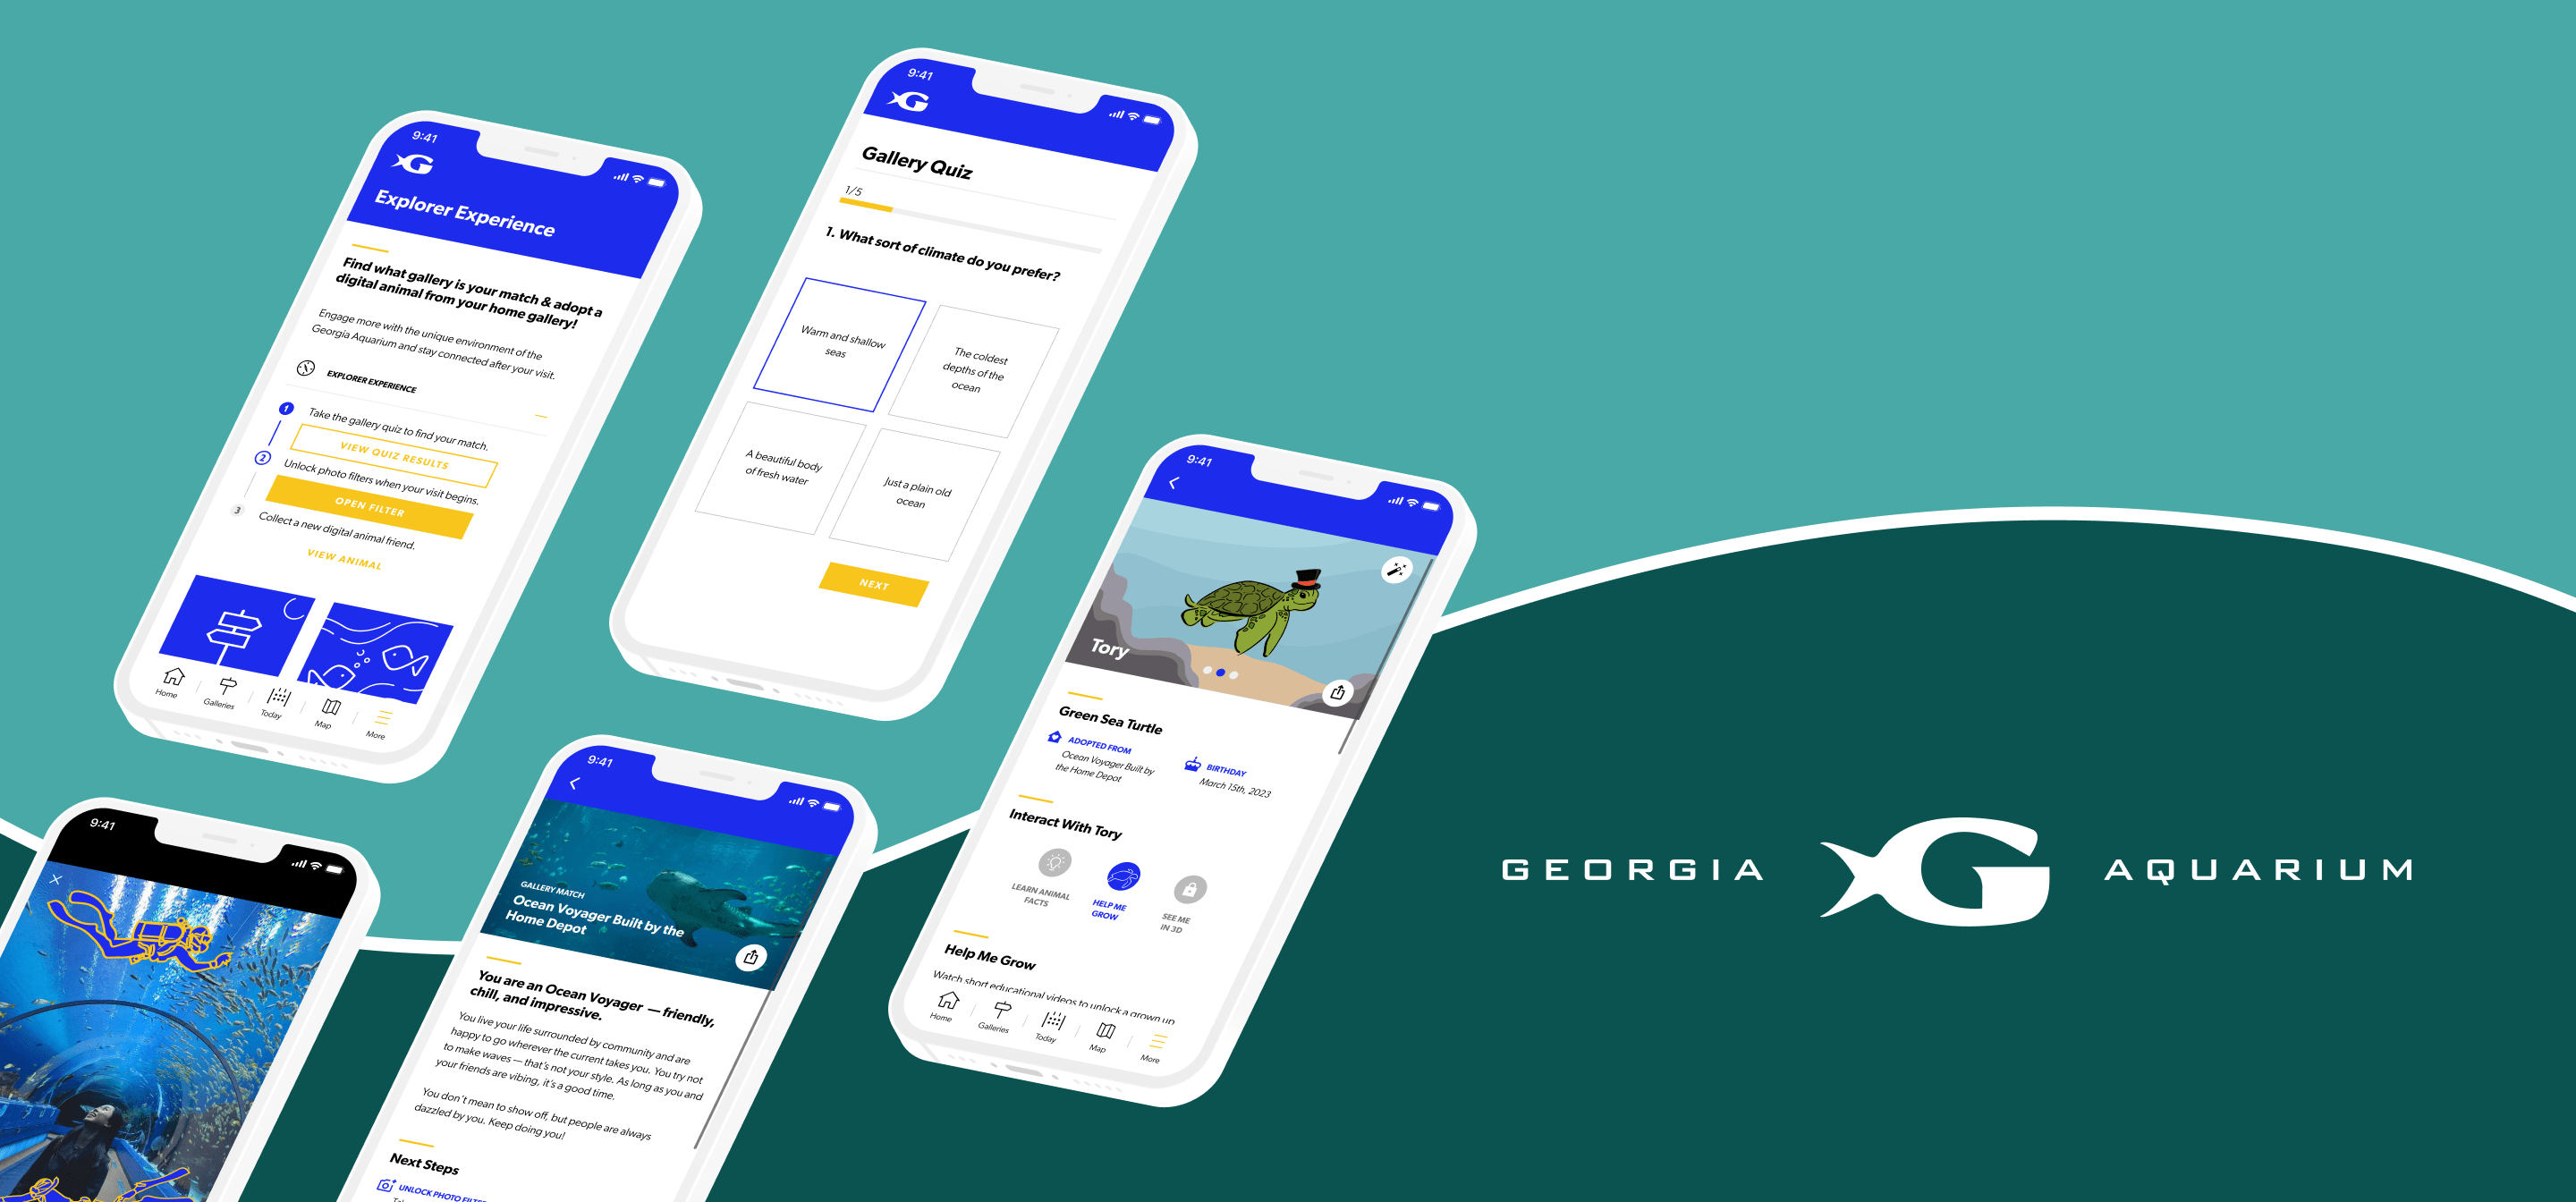 9:41
G
Explorer Experience
Find what gallery is your match & adopt a
digital animal from your home gallery!
Engage more with the unique environment of the
Georgia Aquarium and stay connected after your visit.
EXPLORER EXPERIENCE
1
Take the gallery quiz to find your match.
VIEW QUIZ RESULTS
2
Unlock photo filters when your visit begins.
OPEN FILTER
3
Collect a new digital animal friend.
VIEW ANIMAL
Home
Galleries
Today
Map
More
9:41
G
Gallery Quiz
1/5
1. What sort of climate do you prefer?
Warm and shallow
seas
The coldest
depths of the
ocean
A beautiful body
of fresh water
Just a plain old
ocean
NEXT
9:41
Tory
Green Sea Turtle
ADOPTED FROM
Ocean Voyager Built by
the Home Depot
BIRTHDAY
March 15th, 2023
Interact With Tory
LEARN ANIMAL
FACTS
HELP ME
GROW
SEE ME
IN 3D
Help Me Grow
Watch short educational videos to unlock a grown up
Home
Galleries
Today
Map
More
9:41
9:41
GALLERY MATCH
Ocean Voyager Built by the
Home Depot
You are an Ocean Voyager — friendly,
chill, and impressive.
You live your life surrounded by community and are
happy to go wherever the current takes you. You try not
to make waves — that's not your style. As long as you and
your friends are vibing, it's a good time.
You don't mean to show off, but people are always
dazzled by you. Keep doing you!
Next Steps
UNLOCK PHOTO
GEORGIA G AQUARIUM